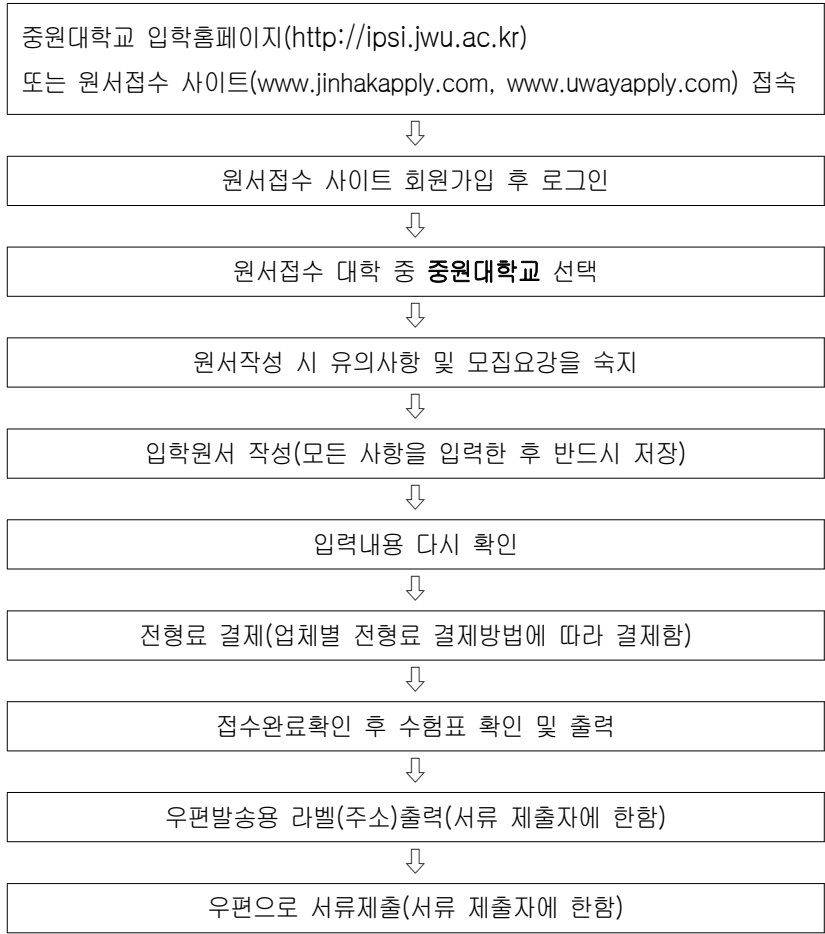 중원대학교 입학홈페이지(http://ipsi.jwu.ac.kr)
또는 원서접수 사이트(www.jinhakapply.com, www.uwayapply.com) 접속
⇩
원서접수 사이트 회원가입 후 로그인
⇩
원서접수 대학 중 중원대학교 선택
⇩
원서작성 시 유의사항 및 모집요강을 숙지
⇩
입학원서 작성(모든 사항을 입력한 후 반드시 저장)
⇩
입력내용 다시 확인
⇩
전형료 결제(업체별 전형료 결제방법에 따라 결제함)
⇩
접수완료확인 후 수험표 확인 및 출력
⇩
우편발송용 라벨(주소)출력(서류 제출자에 한함)
⇩
우편으로 서류제출(서류 제출자에 한함)